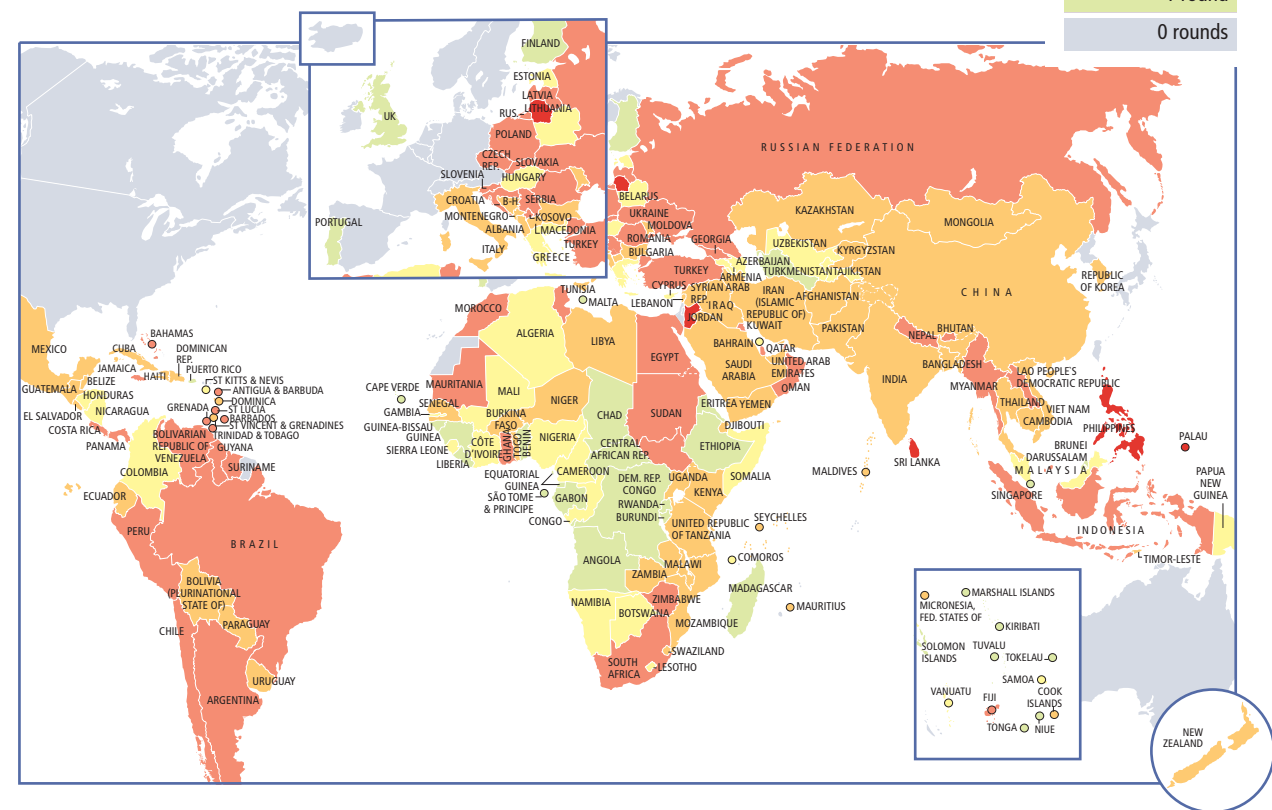 0 rounds
FINLAND
ESTONIA
LATVIA
LITHUANIA
RUS.
UK
POLAND
CZECH
REP.
SLOVAKIA
SLOVENIA
HUNGARY
CROATIA
B-H
SERBIA
MONTENEGRO
KOSOVO
ALBANIA
MACEDONIA
ITALY
TURKEY
GREECE
PORTUGAL
RUSSIAN FEDERATION
BELARUS
UKRAINE
MOLDOVA
ROMANIA
BULGARIA
GEORGIA
KAZAKHSTAN
MONGOLIA
UZBEKISTAN
KYRGYZSTAN
AZERBAIJAN
TURKMENISTAN
TAJIKISTAN
ARMENIA
TURKEY
CYPRUS
SYRIAN ARAB
REP.
LEBANON
IRAQ
JORDAN
IRAN
(ISLAMIC
REPUBLIC OF)
AFGHANISTAN
KUWAIT
PAKISTAN
CHINA
REPUBLIC
OF KOREA
NEPAL
BHUTAN
BANGLADESH
INDIA
MYANMAR
LAO PEOPLE'S
DEMOCRATIC REPUBLIC
THAILAND
VIET NAM
CAMBODIA
PHILIPPINES
BRUNEI
DARUSSALAM
MALAYSIA
SINGAPORE
INDONESIA
TIMOR-LESTE
PALAU
PAPUA
NEW
GUINEA
SRI LANKA
MALDIVES
BAHRAIN
QATAR
SAUDI
ARABIA
UNITED ARAB
EMIRATES
OMAN
YEMEN
TUNISIA
MALTA
MOROCCO
ALGERIA
LIBYA
EGYPT
CAPE VERDE
MAURITANIA
MALI
NIGER
CHAD
SUDAN
ERITREA
DJIBOUTI
SENEGAL
GAMBIA
GUINEA-BISSAU
GUINEA
SIERRA LEONE
LIBERIA
BURKINA
FASO
CÔTE
D'IVOIRE
GHANA
TOGO
BENIN
NIGERIA
CENTRAL
AFRICAN REP.
ETHIOPIA
SOMALIA
CAMEROON
EQUATORIAL
GUINEA
SÃO TOME
& PRINCIPE
GABON
CONGO
DEM. REP.
CONGO
RWANDA
BURUNDI
UGANDA
KENYA
UNITED REPUBLIC
OF TANZANIA
SEYCHELLES
COMOROS
ANGOLA
ZAMBIA
MALAWI
MADAGASCAR
MAURITIUS
NAMIBIA
BOTSWANA
ZIMBABWE
MOZAMBIQUE
SWAZILAND
LESOTHO
SOUTH
AFRICA
MEXICO
CUBA
BAHAMAS
DOMINICAN
REP.
JAMAICA
HAITI
PUERTO RICO
BELIZE
GUATEMALA
HONDURAS
EL SALVADOR
NICARAGUA
COSTA RICA
PANAMA
ST KITTS & NEVIS
ANTIGUA & BARBUDA
DOMINICA
GRENADA
ST LUCIA
BARBADOS
ST VINCENT & GRENADINES
TRINIDAD & TOBAGO
BOLIVARIAN
REPUBLIC OF
VENEZUELA
GUYANA
SURINAME
COLOMBIA
ECUADOR
PERU
BRAZIL
BOLIVIA
(PLURINATIONAL
STATE OF)
PARAGUAY
CHILE
URUGUAY
ARGENTINA
MARSHALL ISLANDS
MICRONESIA,
FED. STATES OF
KIRIBATI
SOLOMON
ISLANDS
TUVALU
TOKELAU
SAMOA
VANUATU
FIJI
COOK
ISLANDS
TONGA
NIUE
NEW
ZEALAND